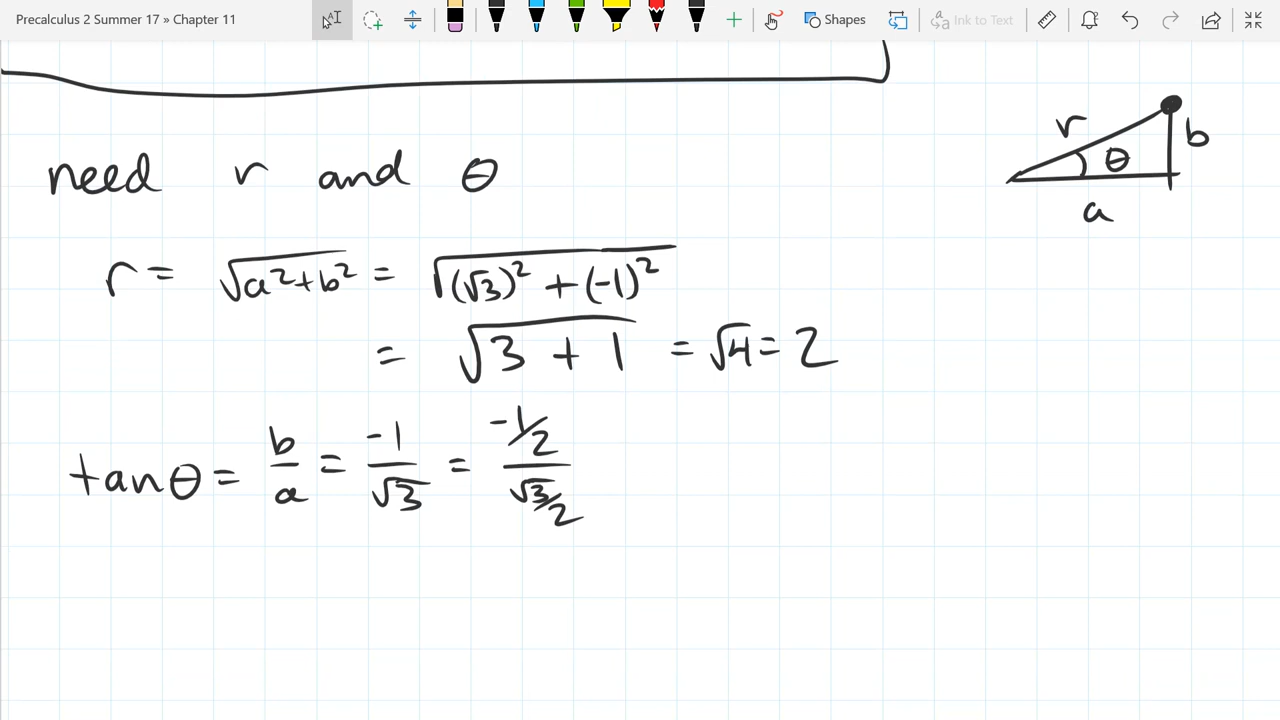 Precalculus 2 Summer 17 » Chapter 11
Shapes
Ink to Text
r
b
θ
a
need r and θ
r = √a²+b² = √(√3)² + (-1)²
= √3 + 1 = √4 = 2
tanθ = b/a = -1/√3 = -1/2/√3/2